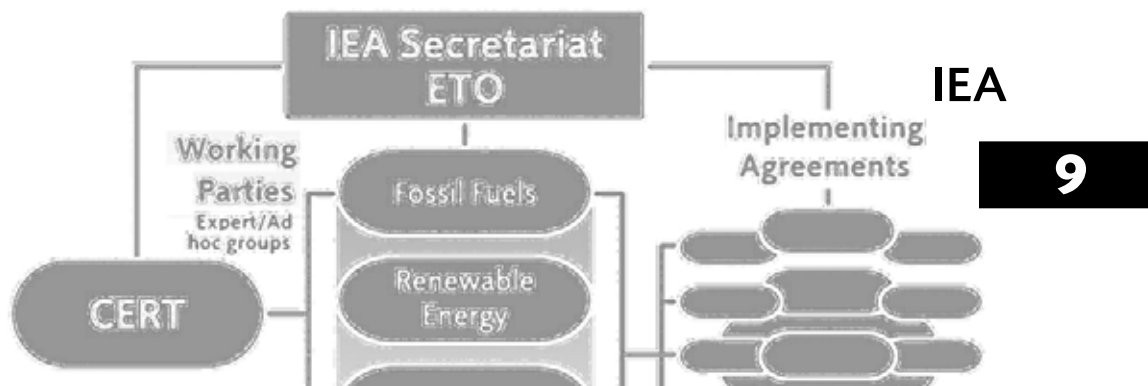 IEA Secretariat
ETO
IEA
9
Implementing
Agreements
Working
Parties
Expert/Ad
hoc groups
Fossil Fuels
Renewable
Energy
CERT